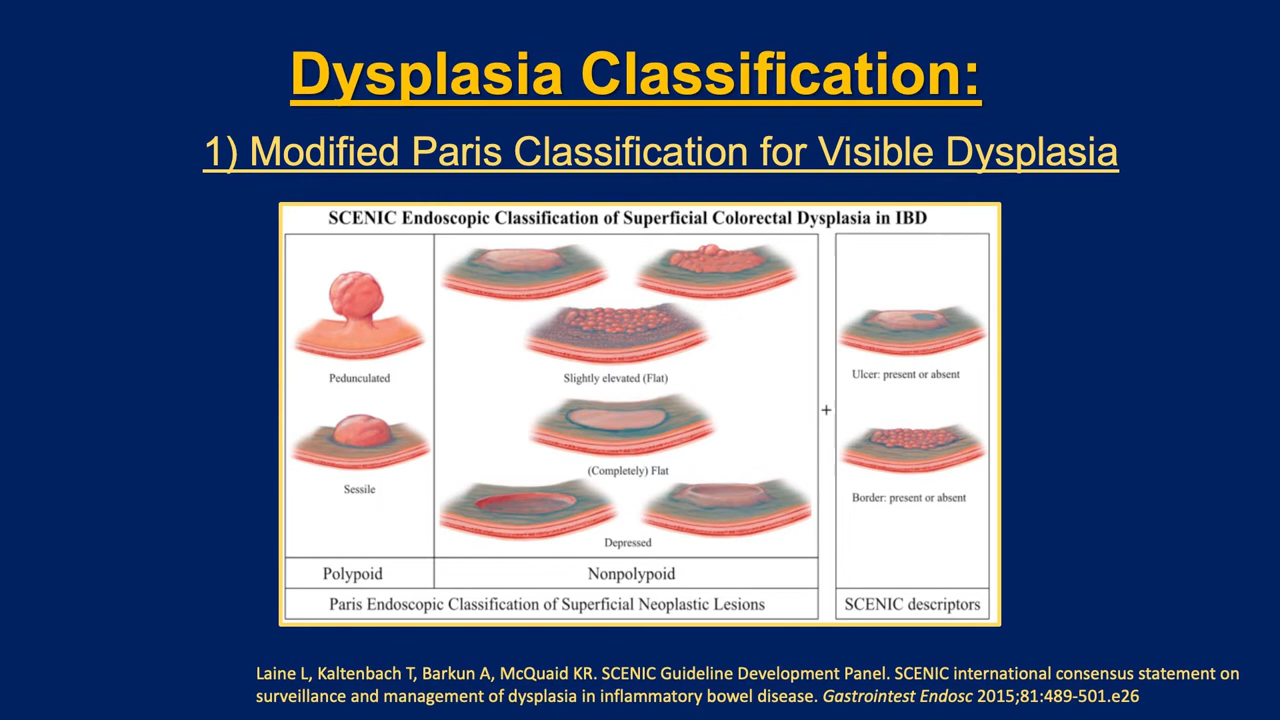 Dysplasia Classification:
1) Modified Paris Classification for Visible Dysplasia
SCENIC Endoscopic Classification of Superficial Colorectal Dysplasia in IBD
Pedunculated
Sessile
Slightly elevated (Flat)
(Completely) Flat
Depressed
+
Ulcer: present or absent
Border: present or absent
Polypoid
Nonpolypoid
Paris Endoscopic Classification of Superficial Neoplastic Lesions
SCENIC descriptors
Laine L, Kaltenbach T, Barkun A, McQuaid KR. SCENIC Guideline Development Panel. SCENIC international consensus statement on
surveillance and management of dysplasia in inflammatory bowel disease. Gastrointest Endosc 2015;81:489-501.e26